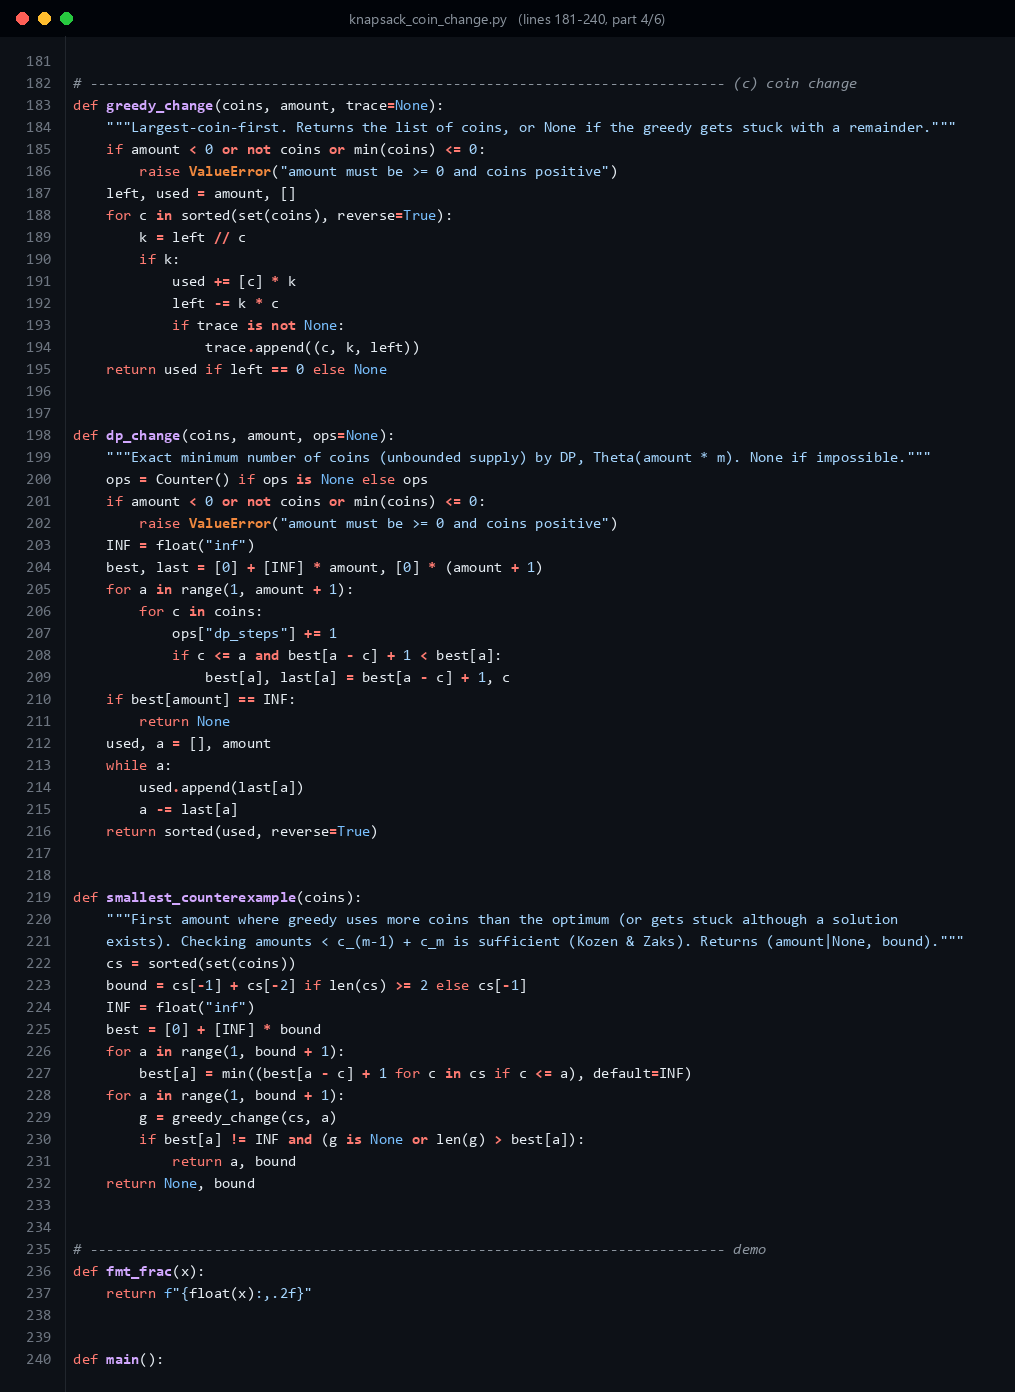 knapsack_coin_change.py (lines 181-240, part 4/6)
181
182 # ----------------------------------------------------------------------------- (c) coin change
183 def greedy_change(coins, amount, trace=None):
184     """Largest-coin-first. Returns the list of coins, or None if the greedy gets stuck with a remainder."""
185     if amount < 0 or not coins or min(coins) <= 0:
186         raise ValueError("amount must be >= 0 and coins positive")
187     left, used = amount, []
188     for c in sorted(set(coins), reverse=True):
189         k = left // c
190         if k:
191             used += [c] * k
192             left -= k * c
193             if trace is not None:
194                 trace.append((c, k, left))
195     return used if left == 0 else None
196
197
198 def dp_change(coins, amount, ops=None):
199     """Exact minimum number of coins (unbounded supply) by DP, Theta(amount * m). None if impossible."""
200     ops = Counter() if ops is None else ops
201     if amount < 0 or not coins or min(coins) <= 0:
202         raise ValueError("amount must be >= 0 and coins positive")
203     INF = float("inf")
204     best, last = [0] + [INF] * amount, [0] * (amount + 1)
205     for a in range(1, amount + 1):
206         for c in coins:
207             ops["dp_steps"] += 1
208             if c <= a and best[a - c] + 1 < best[a]:
209                 best[a], last[a] = best[a - c] + 1, c
210     if best[amount] == INF:
211         return None
212     used, a = [], amount
213     while a:
214         used.append(last[a])
215         a -= last[a]
216     return sorted(used, reverse=True)
217
218
219 def smallest_counterexample(coins):
220     """First amount where greedy uses more coins than the optimum (or gets stuck although a solution
221     exists). Checking amounts < c_(m-1) + c_m is sufficient (Kozen & Zaks). Returns (amount|None, bound)."""
222     cs = sorted(set(coins))
223     bound = cs[-1] + cs[-2] if len(cs) >= 2 else cs[-1]
224     INF = float("inf")
225     best = [0] + [INF] * bound
226     for a in range(1, bound + 1):
227         best[a] = min((best[a - c] + 1 for c in cs if c <= a), default=INF)
228     for a in range(1, bound + 1):
229         g = greedy_change(cs, a)
230         if best[a] != INF and (g is None or len(g) > best[a]):
231             return a, bound
232     return None, bound
233
234
235 # ----------------------------------------------------------------------------- demo
236 def fmt_frac(x):
237     return f"{float(x):,.2f}"
238
239
240 def main():